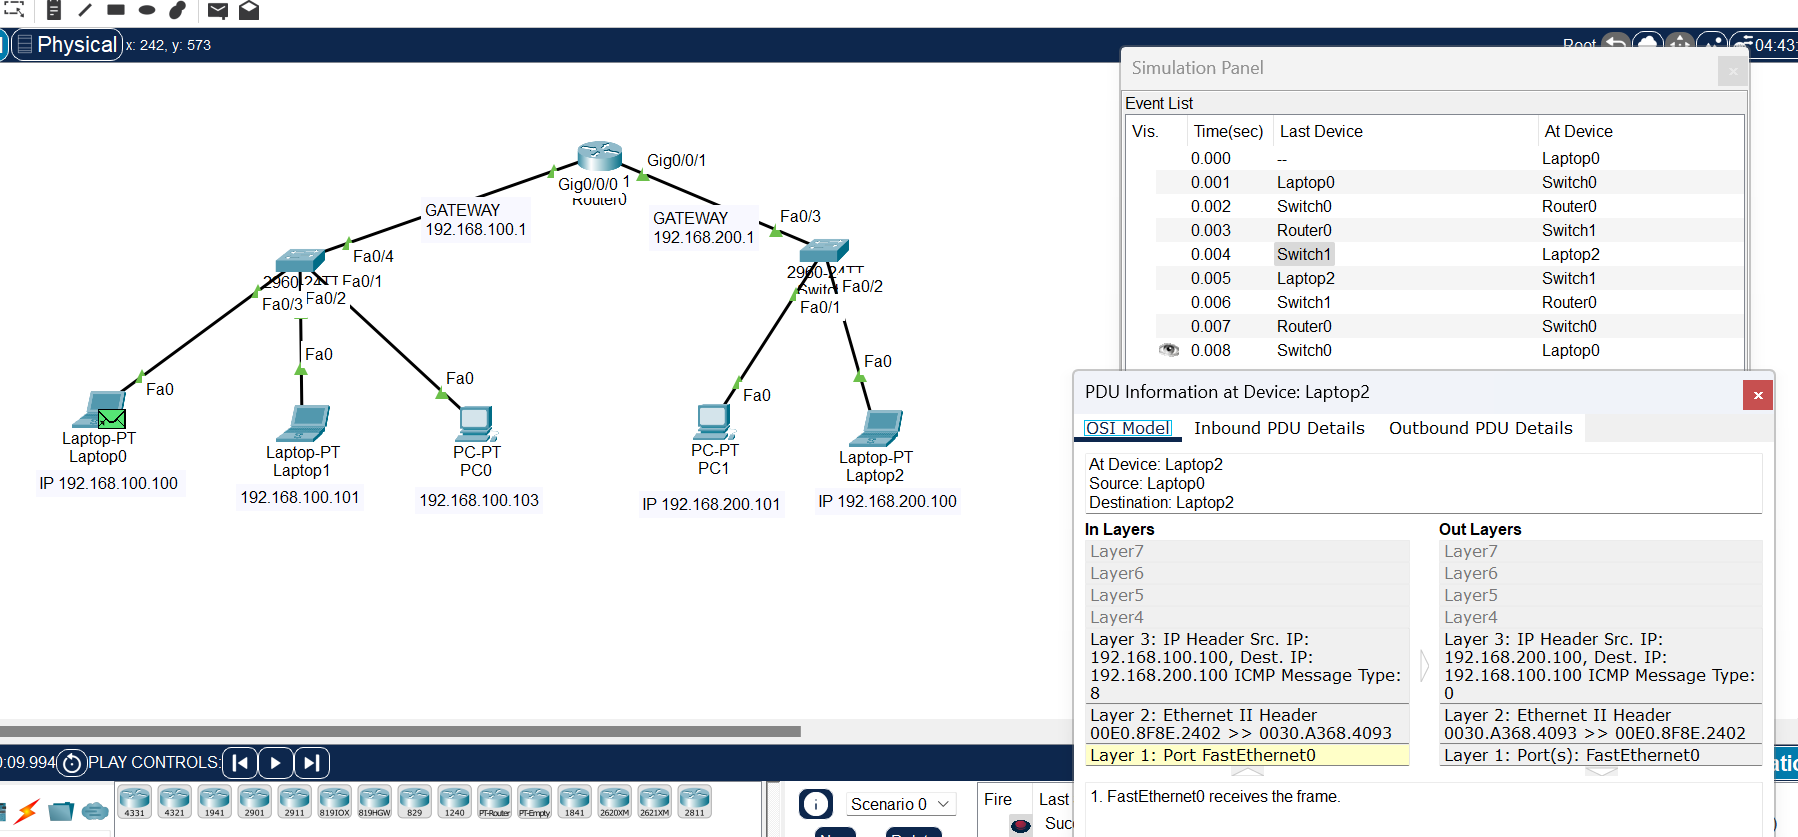 Physical x: 242, y: 573
Root
04:43:
Simulation Panel
Event List
Vis. Time(sec) Last Device At Device
0.000 -- Laptop0
0.001 Laptop0 Switch0
0.002 Switch0 Router0
0.003 Router0 Switch1
0.004 Switch1 Laptop2
0.005 Laptop2 Switch1
0.006 Switch1 Router0
0.007 Router0 Switch0
0.008 Switch0 Laptop0
Gig0/0/1
Gig0/0/0 1
Router0
GATEWAY
192.168.100.1
GATEWAY
192.168.200.1
Fa0/3
Fa0/4
2960-24TT
Fa0/1
Fa0/3
Fa0/2
2960-24TT
Switc
Fa0/2
Fa0/1
Fa0
Fa0
Fa0
Fa0
Fa0
Laptop-PT
Laptop0
IP 192.168.100.100
Laptop-PT
Laptop1
192.168.100.101
PC-PT
PC0
192.168.100.103
PC-PT
PC1
IP 192.168.200.101
Laptop-PT
Laptop2
IP 192.168.200.100
PDU Information at Device: Laptop2
OSI Model Inbound PDU Details Outbound PDU Details
At Device: Laptop2
Source: Laptop0
Destination: Laptop2
In Layers
Layer7
Layer6
Layer5
Layer4
Layer 3: IP Header Src. IP:
192.168.100.100, Dest. IP:
192.168.200.100 ICMP Message Type:
8
Layer 2: Ethernet II Header
00E0.8F8E.2402 >> 0030.A368.4093
Layer 1: Port FastEthernet0
Out Layers
Layer7
Layer6
Layer5
Layer4
Layer 3: IP Header Src. IP:
192.168.200.100, Dest. IP:
192.168.100.100 ICMP Message Type:
0
Layer 2: Ethernet II Header
0030.A368.4093 >> 00E0.8F8E.2402
Layer 1: Port(s): FastEthernet0
1. FastEthernet0 receives the frame.
:09.994 PLAY CONTROLS:
4331 4321 1941 2901 2911 819IOX 819HGW 829 1240 PT-Router PT-Empty 1841 2620XM 2621XM 2811
Scenario 0
Fire Last
Suc